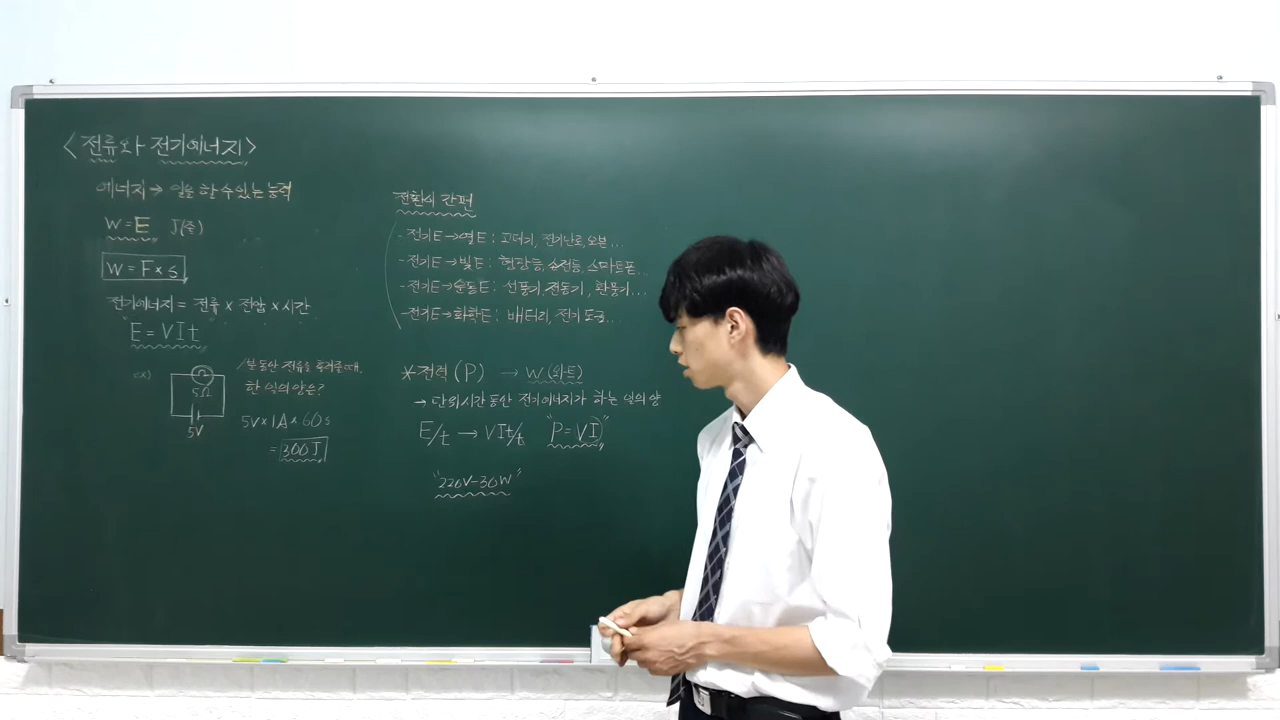 <전류와 전기에너지>
에너지 → 일을 할 수 있는 능력
W = E J(줄)
W = F × s
전기에너지 = 전류 × 전압 × 시간
"E = VIt"
ex)
5Ω
5V
1분 동안 전류를 흘려줄 때,
한 일의 양은?
5V × 1A × 60s
= 300J
전환이 간편
- 전기E → 열E : 고데기, 전기난로, 오븐...
- 전기E → 빛E : 형광등, 손전등, 스마트폰...
- 전기E → 운동E : 선풍기, 전동기, 환풍기...
- 전기E → 화학E : 배터리, 전기 도금...
* 전력 (P) → W (와트)
→ 단위시간 동안 전기에너지가 하는 일의 양
E/t → VIt/t "P = VI"
"220V-30W"